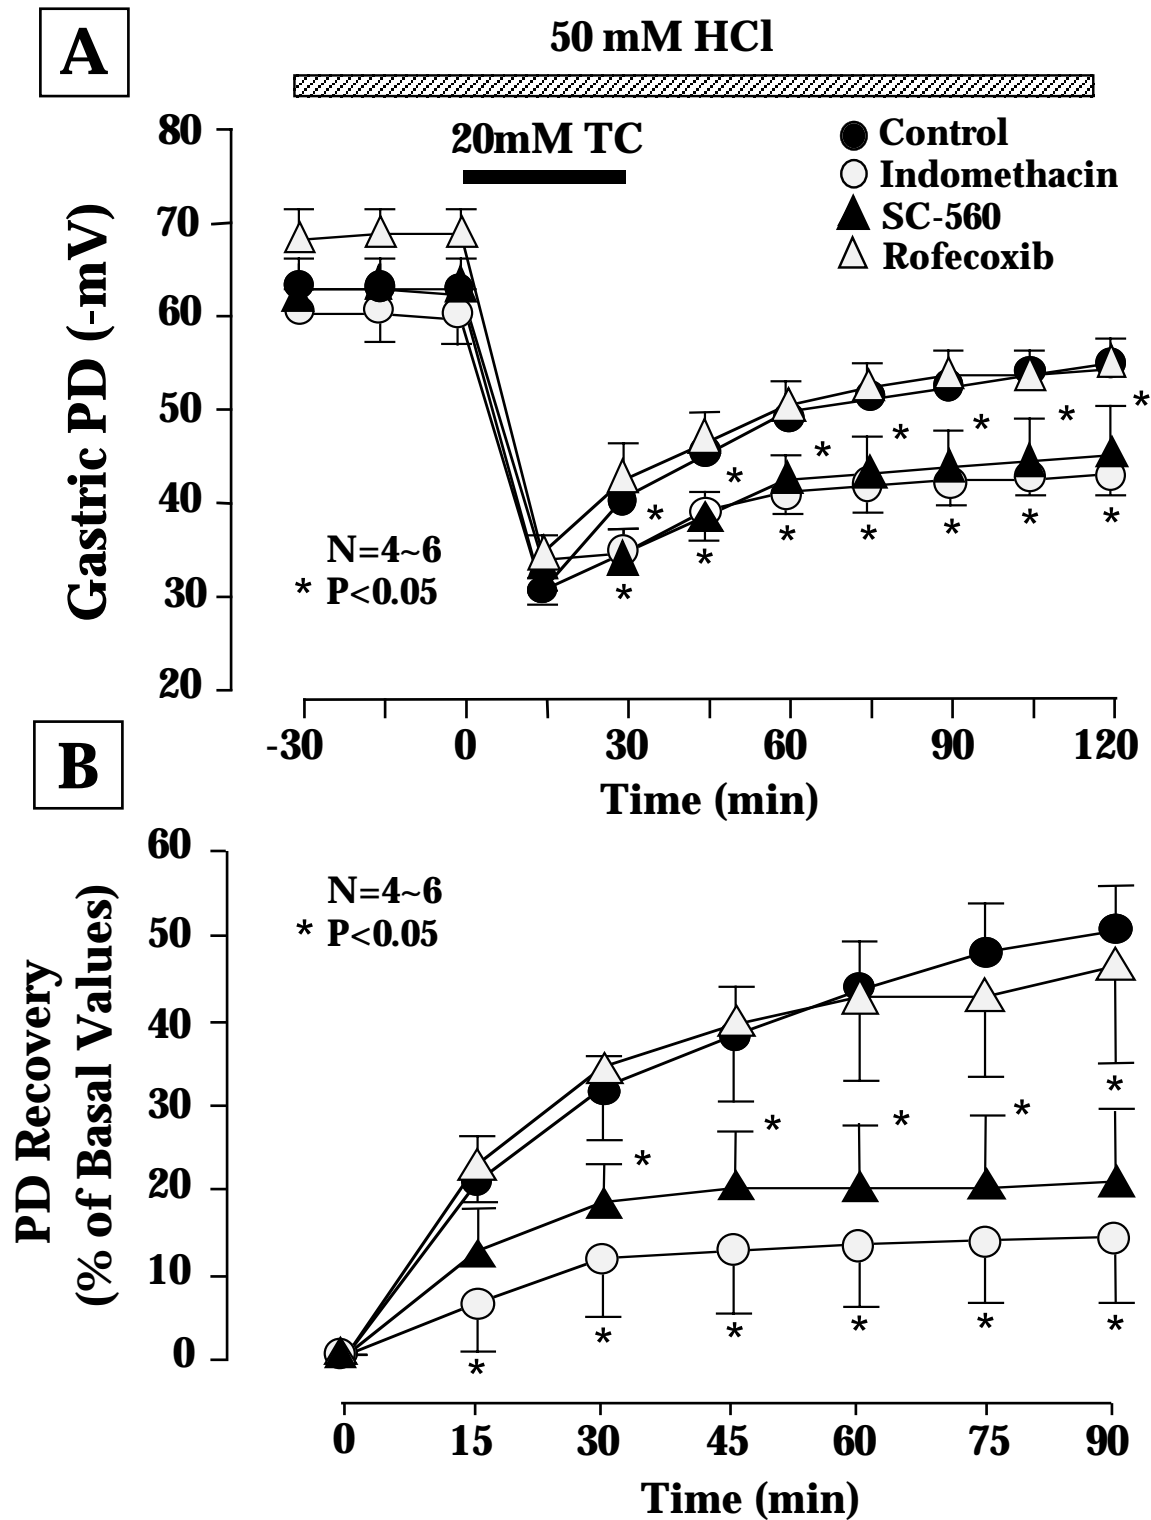 A
50 mM HCl
80
20mM TC
Control
Indomethacin
SC-560
Rofecoxib
70
60
50
40
30
20
Gastric PD (-mV)
N=4~6
* P<0.05
* * * * * * *
* * * * * * *
-30 0 30 60 90 120
Time (min)
B
60
50
40
30
20
10
0
PD Recovery
(% of Basal Values)
N=4~6
* P<0.05
* * * * *
* * * * * *
0 15 30 45 60 75 90
Time (min)